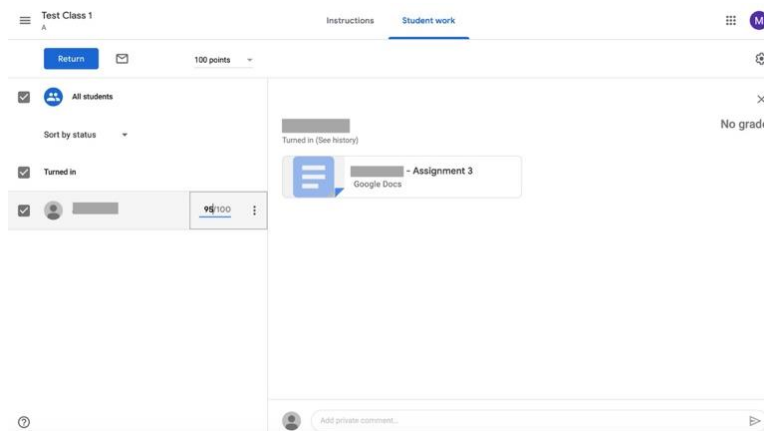 Test Class 1
A
Instructions
Student work
M
Return
100 points
All students
Sort by status
Turned in
95/100
Turned in (See history)
No grade
- Assignment 3
Google Docs
Add private comment...